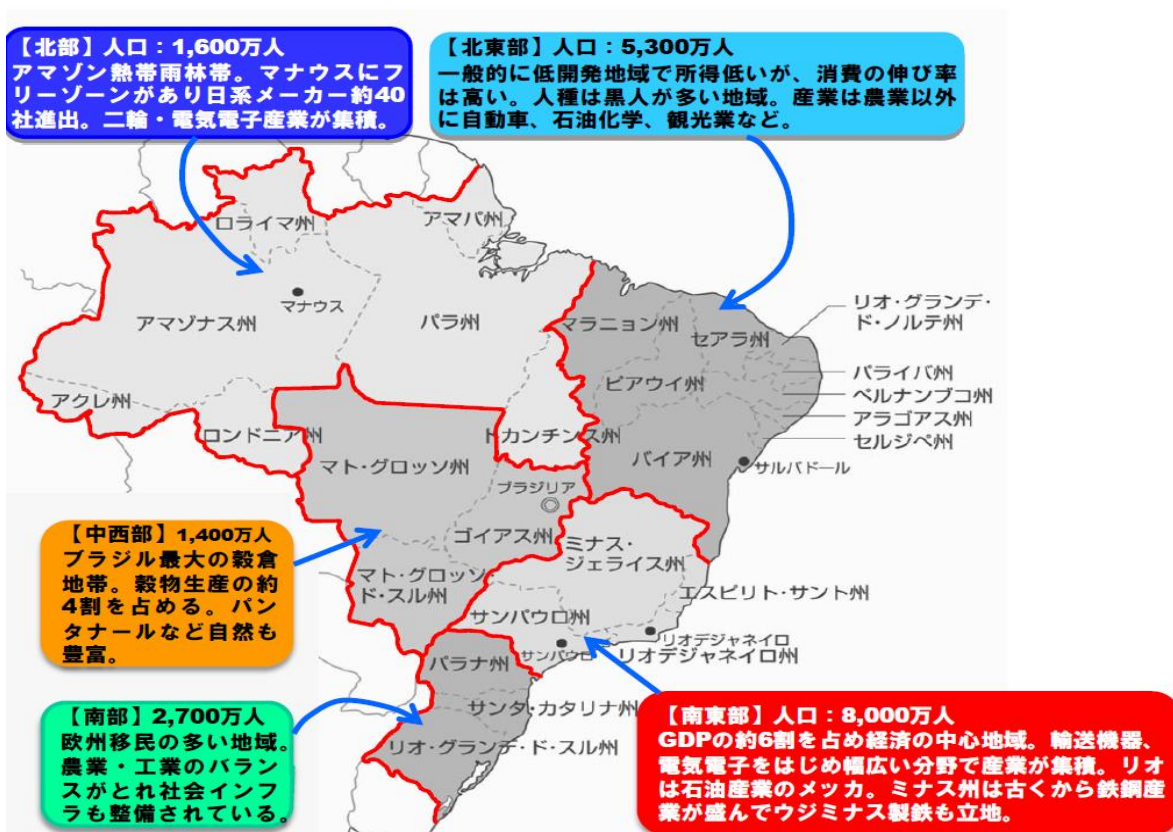 【北部】人口：1,600万人
アマゾン熱帯雨林帯。マナウスにフ
リーゾーンがあり日系メーカー約40
社進出。二輪・電気電子産業が集積。
【北東部】人口：5,300万人
一般的に低開発地域で所得低いが、消費の伸び率
は高い。人種は黒人が多い地域。産業は農業以外
に自動車、石油化学、観光業など。
ロライマ州
アマパ州
マナウス
アマゾナス州
パラ州
アクレ州
ロンドニア州
トカンチンス州
マラニョン州
セアラ州
ピアウイ州
リオ・グランデ・
ド・ノルテ州
パライバ州
ペルナンブコ州
アラゴアス州
セルジペ州
バイア州
サルバドール
マト・グロッソ州
ブラジリア
ゴイアス州
マト・グロッソ
ド・スル州
ミナス・
ジェライス州
エスピリト・サント州
サンパウロ州
サンパウロ
リオデジャネイロ
リオデジャネイロ州
パラナ州
サンタ・カタリナ州
リオ・グランデ・ド・スル州
【中西部】1,400万人
ブラジル最大の穀倉
地帯。穀物生産の約
4割を占める。パン
タナールなど自然も
豊富。
【南部】2,700万人
欧州移民の多い地域。
農業・工業のバラン
スがとれ社会インフ
ラも整備されている。
【南東部】人口：8,000万人
GDPの約6割を占め経済の中心地域。輸送機器、
電気電子をはじめ幅広い分野で産業が集積。リオ
は石油産業のメッカ。ミナス州は古くから鉄鋼産
業が盛んでウジミナス製鉄も立地。